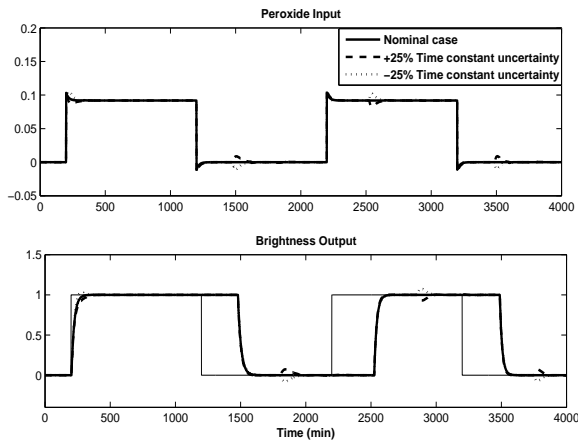 Peroxide Input
0.2
0.15
0.1
0.05
0
−0.05
0 500 1000 1500 2000 2500 3000 3500 4000
Nominal case
+25% Time constant uncertainty
−25% Time constant uncertainty
Brightness Output
1.5
1
0.5
0
0 500 1000 1500 2000 2500 3000 3500 4000
Time (min)